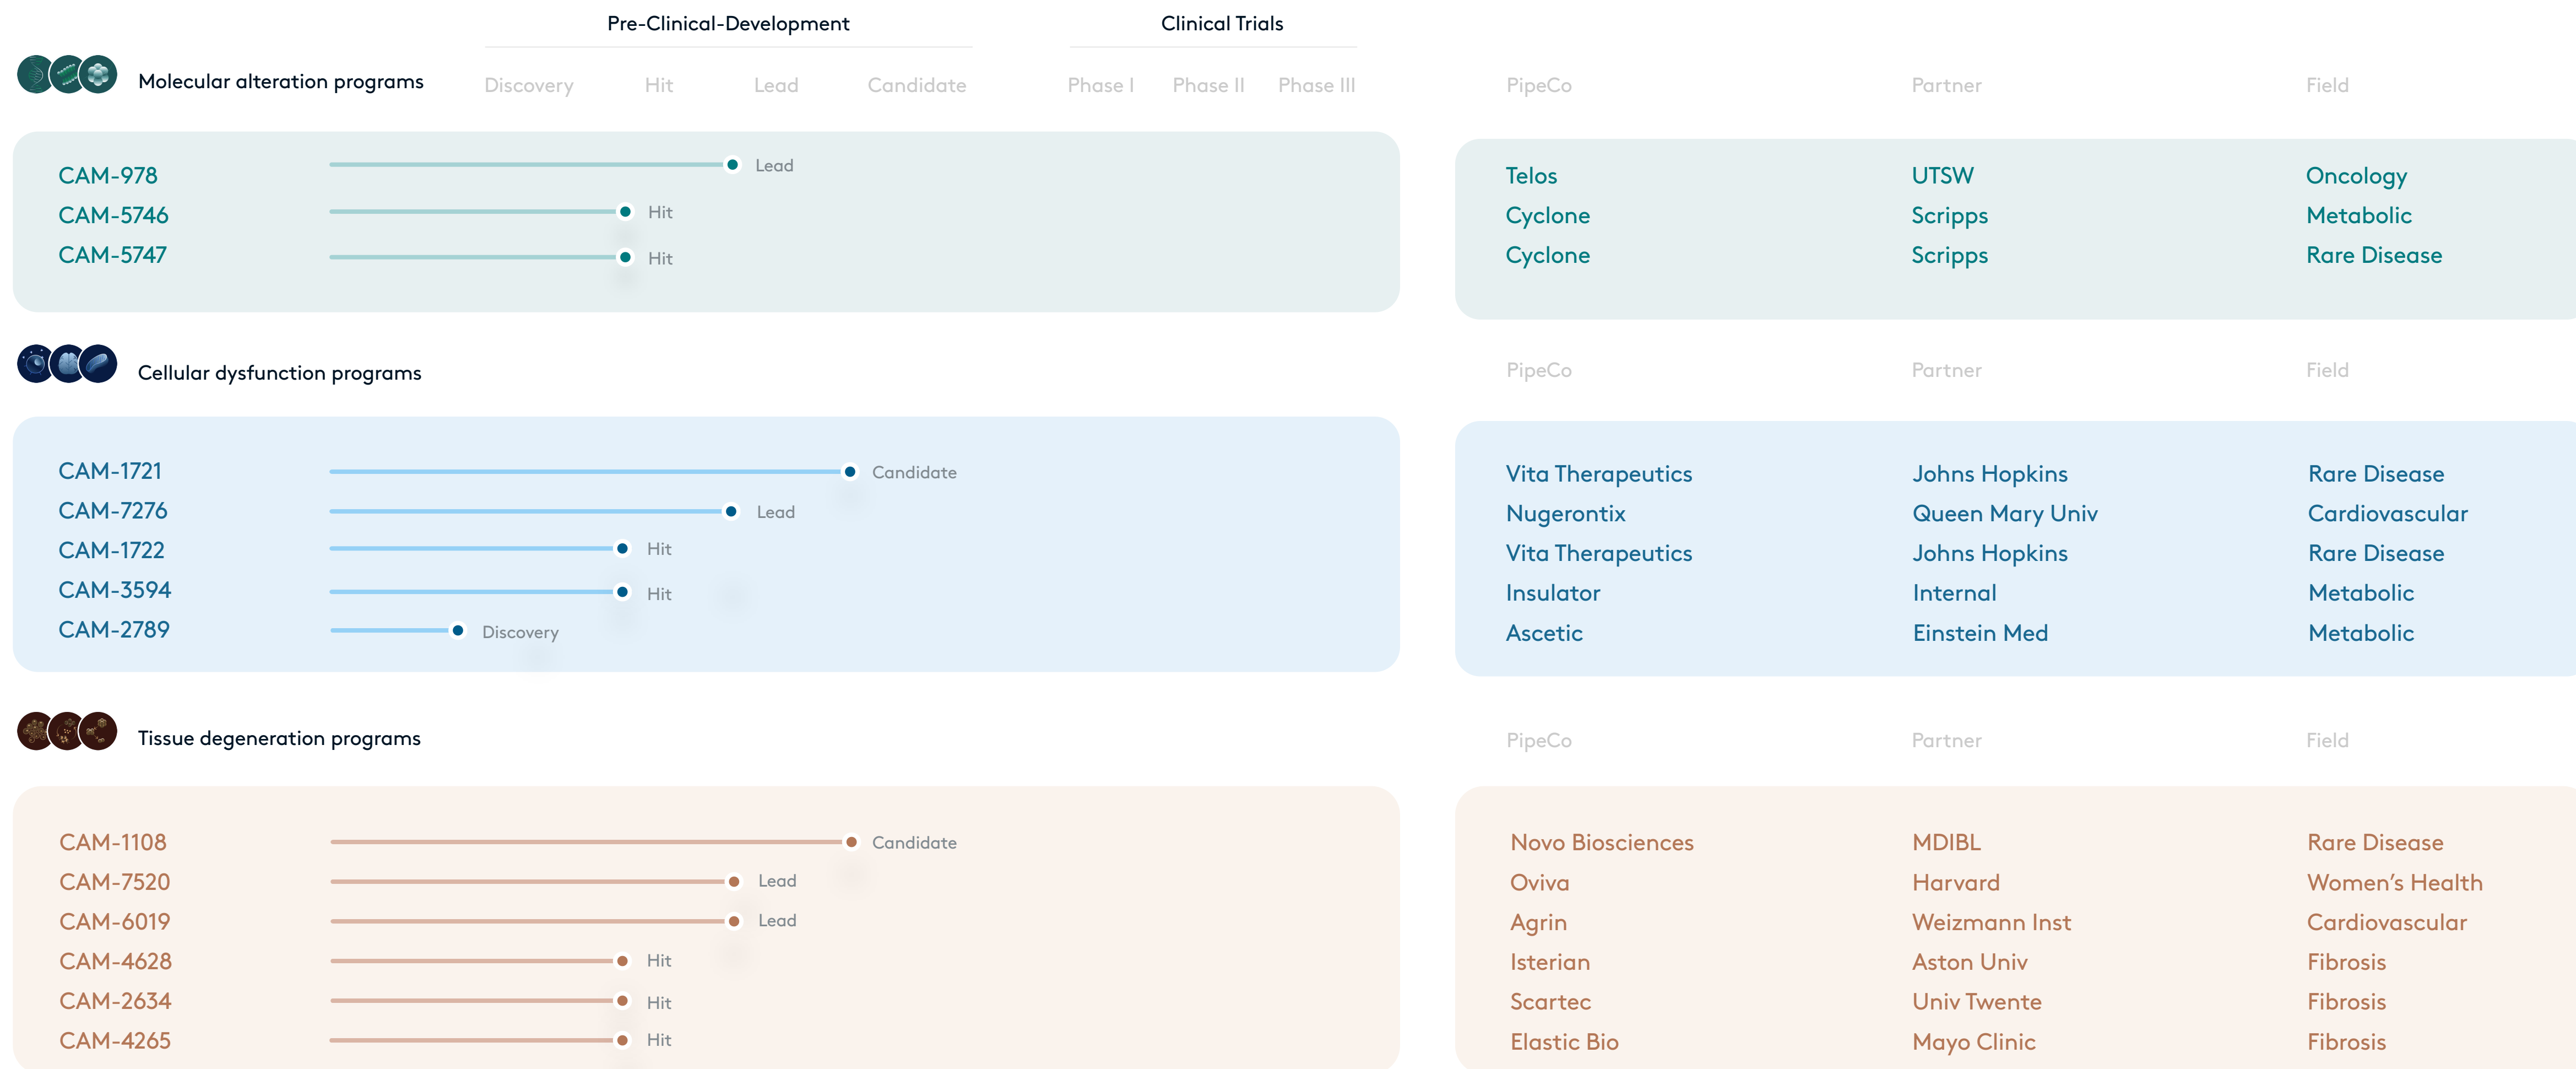 Pre-Clinical-Development Clinical Trials
Molecular alteration programs Discovery Hit Lead Candidate Phase I Phase II Phase III PipeCo Partner Field
CAM-978 Lead Telos UTSW Oncology
CAM-5746 Hit Cyclone Scripps Metabolic
CAM-5747 Hit Cyclone Scripps Rare Disease
Cellular dysfunction programs PipeCo Partner Field
CAM-1721 Candidate Vita Therapeutics Johns Hopkins Rare Disease
CAM-7276 Lead Nugerontix Queen Mary Univ Cardiovascular
CAM-1722 Hit Vita Therapeutics Johns Hopkins Rare Disease
CAM-3594 Hit Insulator Internal Metabolic
CAM-2789 Discovery Ascetic Einstein Med Metabolic
Tissue degeneration programs PipeCo Partner Field
CAM-1108 Candidate Novo Biosciences MDIBL Rare Disease
CAM-7520 Lead Oviva Harvard Women’s Health
CAM-6019 Lead Agrin Weizmann Inst Cardiovascular
CAM-4628 Hit Isterian Aston Univ Fibrosis
CAM-2634 Hit Scartec Univ Twente Fibrosis
CAM-4265 Hit Elastic Bio Mayo Clinic Fibrosis